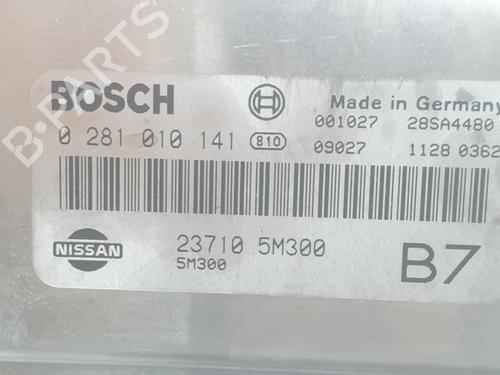 B-PARTS
BOSCH
Made in Germany
001027 28SA4480
0 281 010 141 810
09027 1128 0362
NISSAN
23710 5M300
5M300
B7